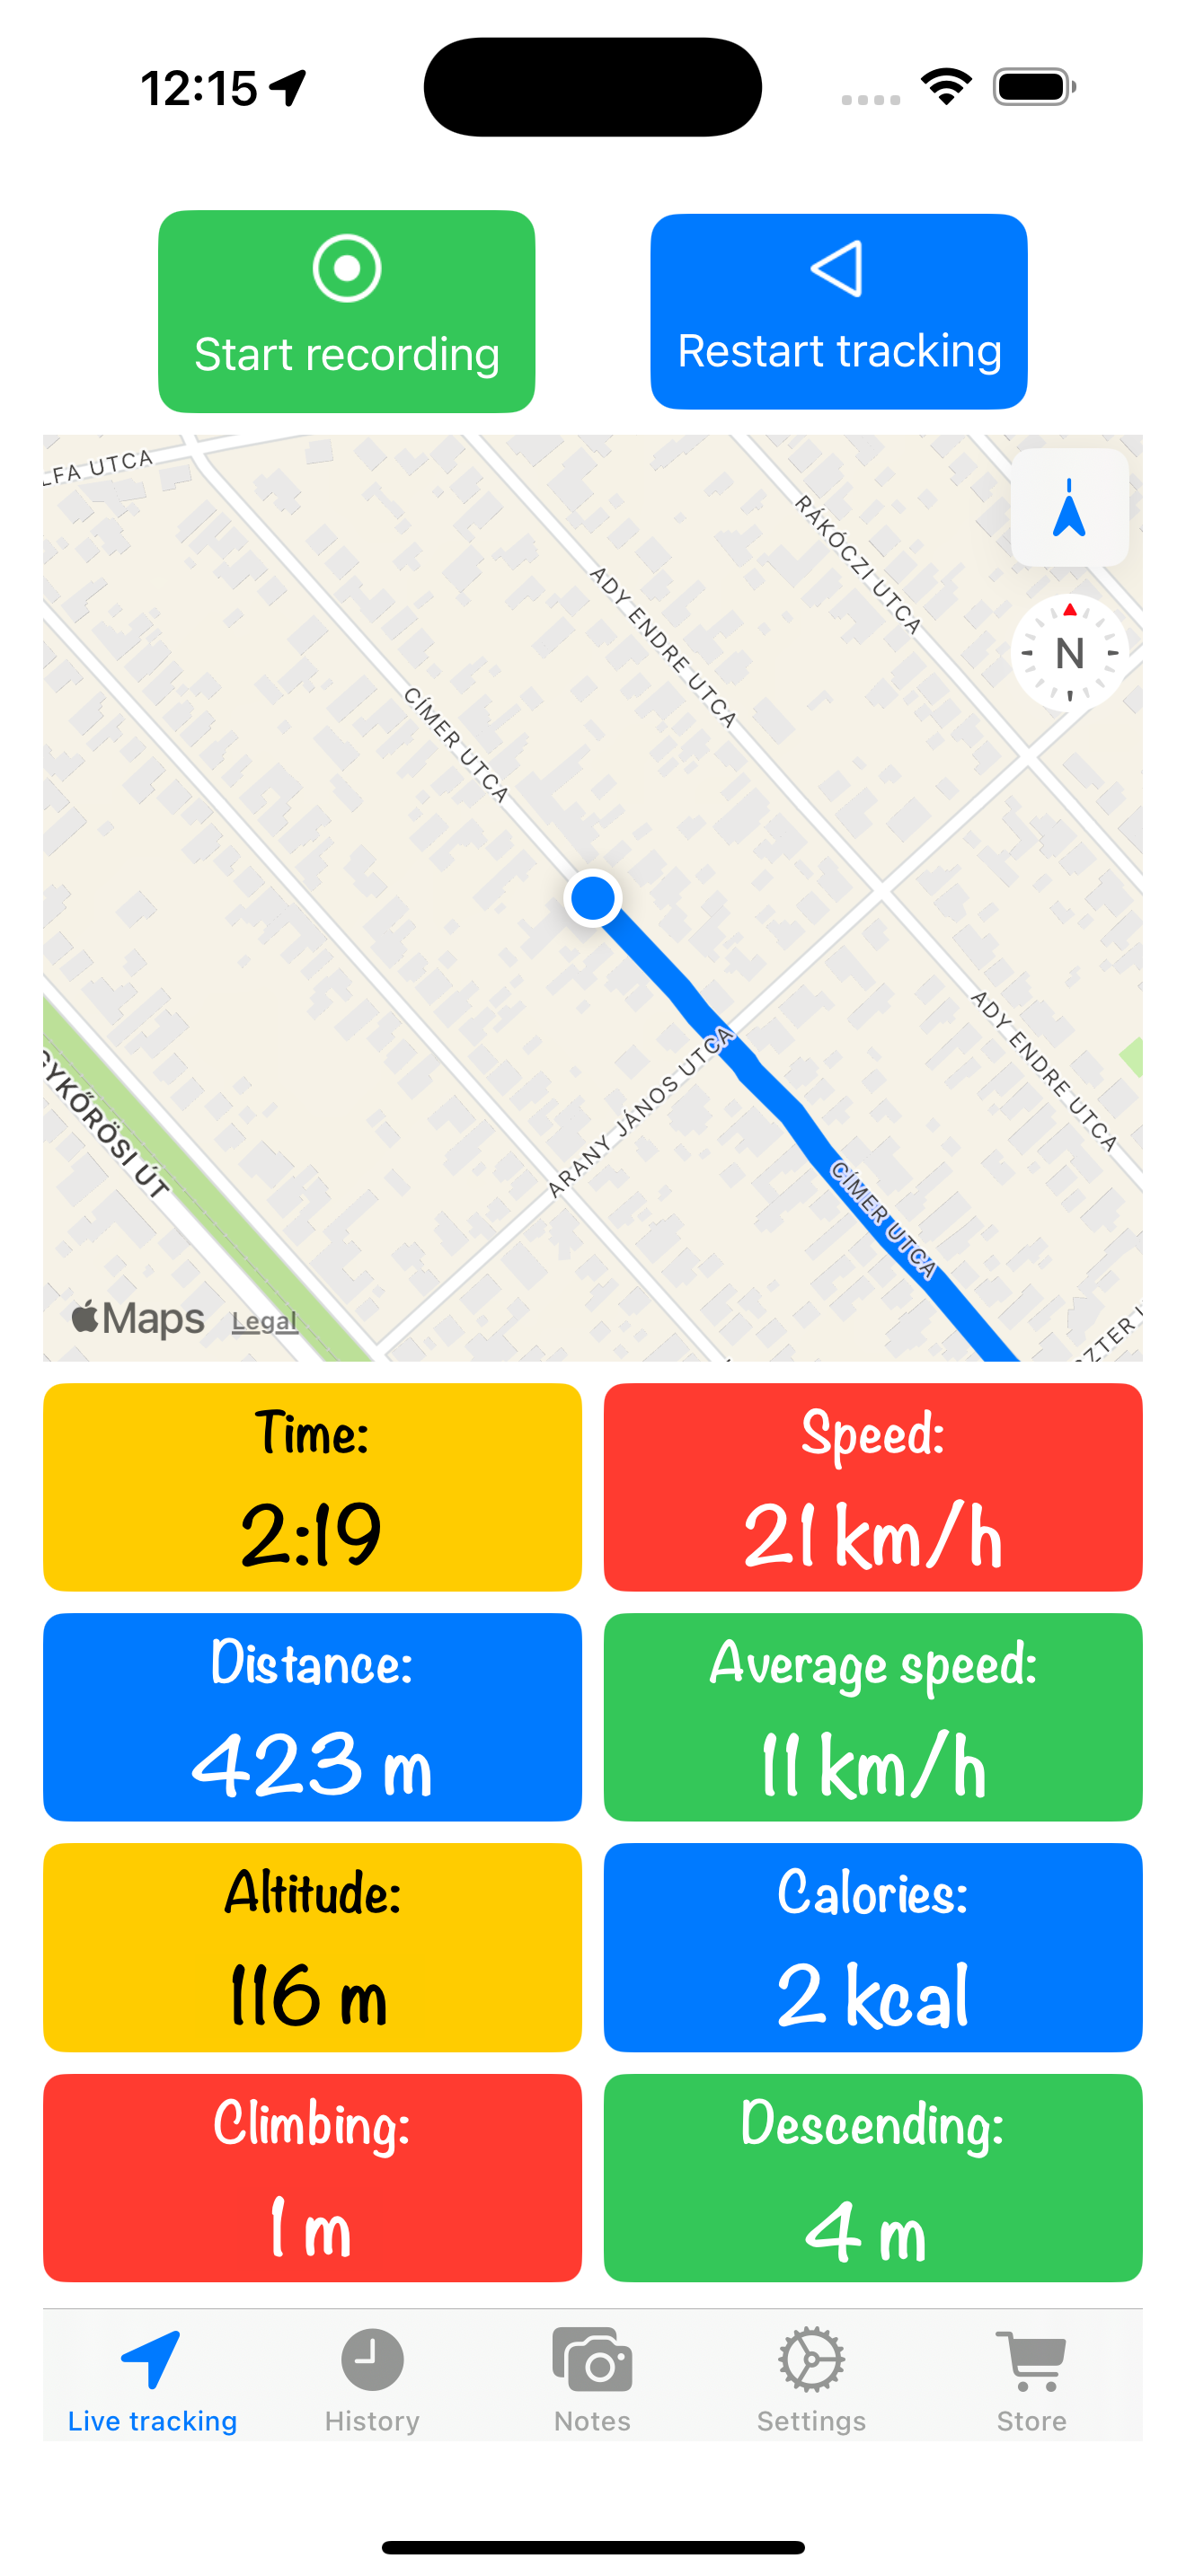 12:15
Start recording
Restart tracking
LFA UTCA
RÁKÓCZI UTCA
ADY ENDRE UTCA
N
CÍMER UTCA
ADY ENDRE UTCA
ARANY JÁNOS UTCA
GYKŐRÖSI ÚT
CÍMER UTCA
Maps Legal
Time:
2:19
Speed:
21 km/h
Distance:
423 m
Average speed:
11 km/h
Altitude:
116 m
Calories:
2 kcal
Climbing:
1 m
Descending:
4 m
Live tracking
History
Notes
Settings
Store